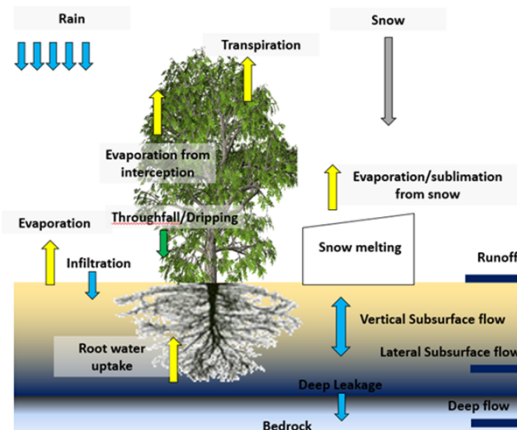 Rain
Snow
Transpiration
Evaporation from
interception
Evaporation/sublimation
from snow
Throughfall/Dripping
Evaporation
Snow melting
Infiltration
Runoff
Vertical Subsurface flow
Root water
uptake
Lateral Subsurface flow
Deep Leakage
Deep flow
Bedrock